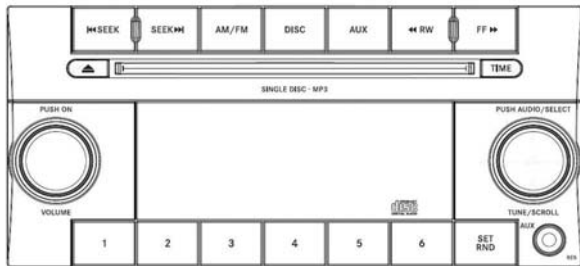 ⏮SEEK SEEK⏭ AM/FM DISC AUX ◀◀ RW FF ▶▶
TIME
SINGLE DISC · MP3
PUSH ON PUSH AUDIO/SELECT
disc
VOLUME TUNE/SCROLL
1 2 3 4 5 6 SET RND AUX